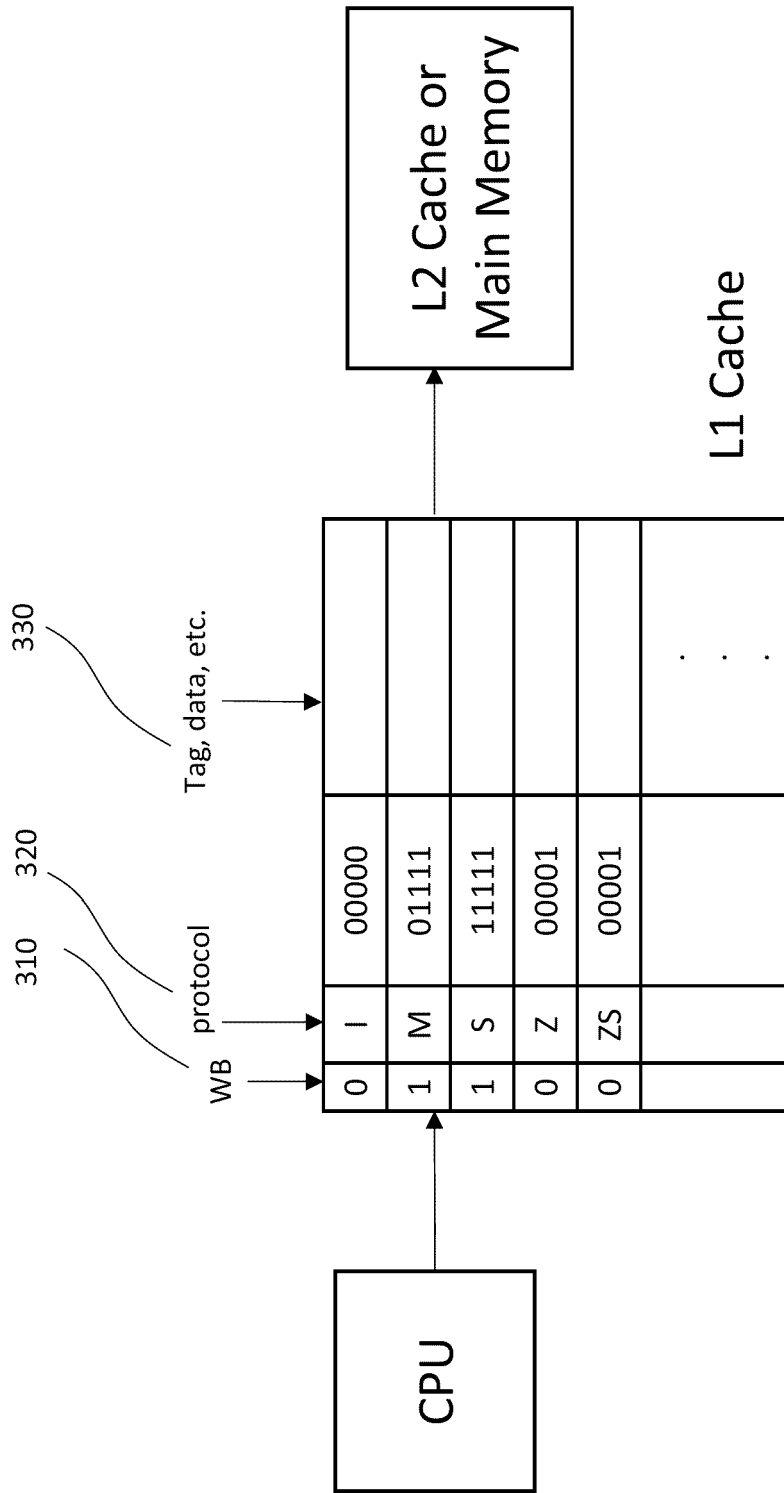 310
320
330
WB
protocol
Tag, data, etc.
0 I 00000
1 M 01111
1 S 11111
0 Z 00001
0 ZS 00001
. . .
CPU
L2 Cache or
Main Memory
L1 Cache